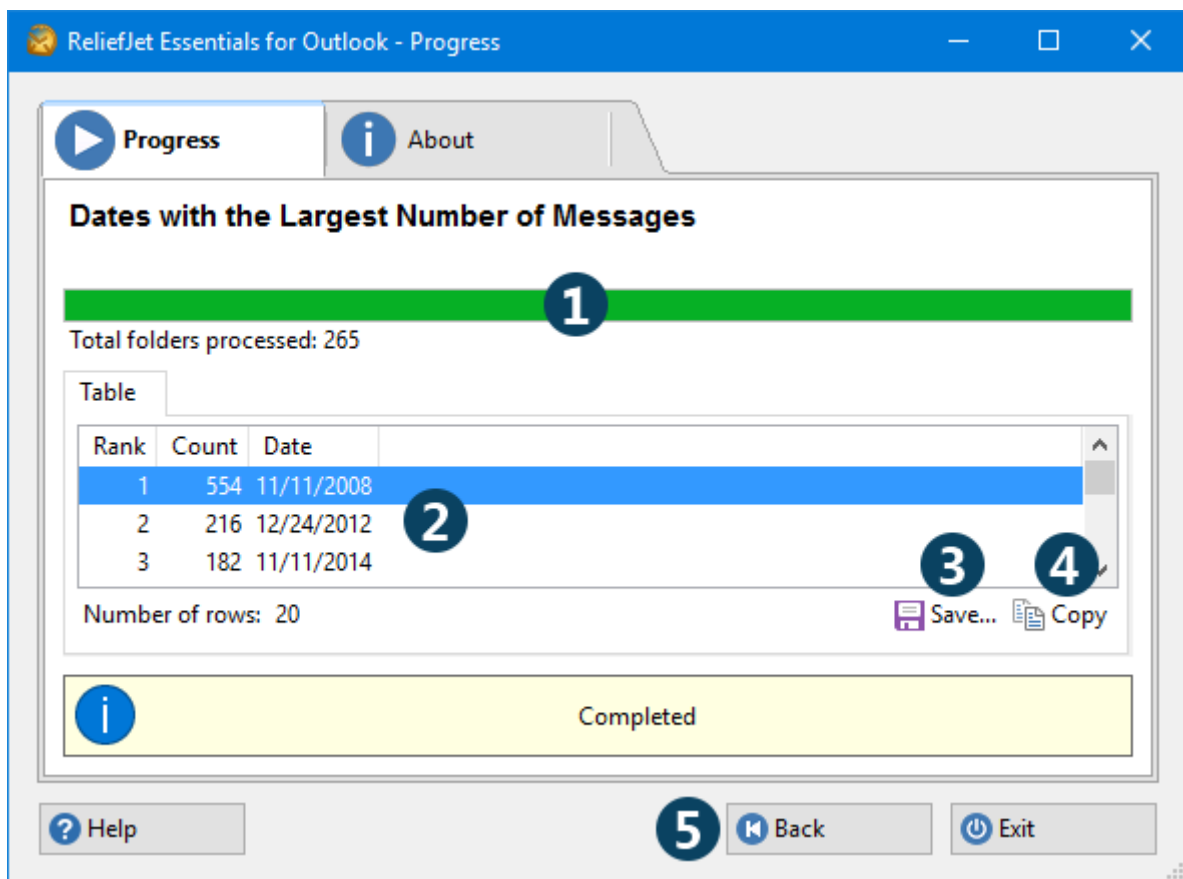 ReliefJet Essentials for Outlook - Progress
Progress About
Dates with the Largest Number of Messages
1
Total folders processed: 265
Table
Rank Count Date
1 554 11/11/2008
2 216 12/24/2012
2
3 182 11/11/2014
3 4
Number of rows: 20 Save... Copy
i Completed
? Help 5 Back Exit